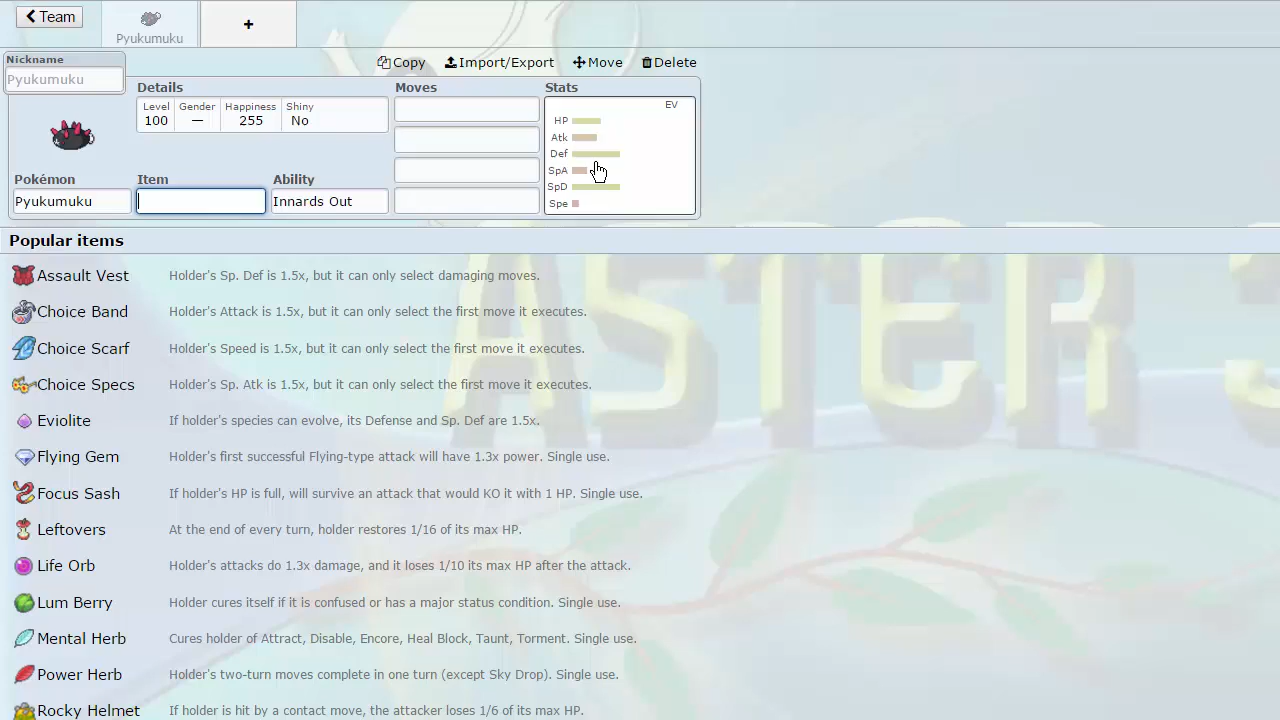 Team
Pyukumuku
+
Nickname
Pyukumuku
Copy
Import/Export
Move
Delete
Details
Level
100
Gender
—
Happiness
255
Shiny
No
Moves
Stats
EV
HP
Atk
Def
SpA
SpD
Spe
Pokémon
Pyukumuku
Item
Ability
Innards Out
Popular items
Assault Vest Holder's Sp. Def is 1.5x, but it can only select damaging moves.
Choice Band Holder's Attack is 1.5x, but it can only select the first move it executes.
Choice Scarf Holder's Speed is 1.5x, but it can only select the first move it executes.
Choice Specs Holder's Sp. Atk is 1.5x, but it can only select the first move it executes.
Eviolite If holder's species can evolve, its Defense and Sp. Def are 1.5x.
Flying Gem Holder's first successful Flying-type attack will have 1.3x power. Single use.
Focus Sash If holder's HP is full, will survive an attack that would KO it with 1 HP. Single use.
Leftovers At the end of every turn, holder restores 1/16 of its max HP.
Life Orb Holder's attacks do 1.3x damage, and it loses 1/10 its max HP after the attack.
Lum Berry Holder cures itself if it is confused or has a major status condition. Single use.
Mental Herb Cures holder of Attract, Disable, Encore, Heal Block, Taunt, Torment. Single use.
Power Herb Holder's two-turn moves complete in one turn (except Sky Drop). Single use.
Rocky Helmet If holder is hit by a contact move, the attacker loses 1/6 of its max HP.
ASTER